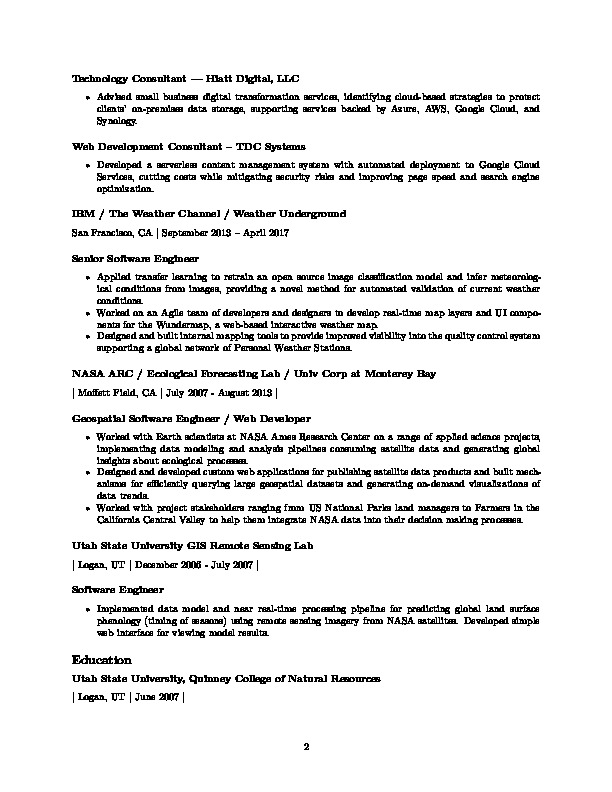 Technology Consultant — Hiatt Digital, LLC
• Advised small business digital transformation services, identifying cloud-based strategies to protect
clients' on-premises data storage, supporting services backed by Azure, AWS, Google Cloud, and
Synology.
Web Development Consultant – TDC Systems
• Developed a serverless content management system with automated deployment to Google Cloud
Services, cutting costs while mitigating security risks and improving page speed and search engine
optimization.
IBM / The Weather Channel / Weather Underground
San Francisco, CA | September 2013 – April 2017
Senior Software Engineer
• Applied transfer learning to retrain an open source image classification model and infer meteorolog-
ical conditions from images, providing a novel method for automated validation of current weather
conditions.
• Worked on an Agile team of developers and designers to develop real-time map layers and UI compo-
nents for the Wundermap, a web-based interactive weather map.
• Designed and built internal mapping tools to provide improved visibility into the quality control system
supporting a global network of Personal Weather Stations.
NASA ARC / Ecological Forecasting Lab / Univ Corp at Monterey Bay
| Moffett Field, CA | July 2007 - August 2013 |
Geospatial Software Engineer / Web Developer
• Worked with Earth scientists at NASA Ames Research Center on a range of applied science projects,
implementing data modeling and analysis pipelines consuming satellite data and generating global
insights about ecological processes.
• Designed and developed custom web applications for publishing satellite data products and built mech-
anisms for efficiently querying large geospatial datasets and generating on-demand visualizations of
data trends.
• Worked with project stakeholders ranging from US National Parks land managers to Farmers in the
California Central Valley to help them integrate NASA data into their decision making processes.
Utah State University GIS Remote Sensing Lab
| Logan, UT | December 2006 - July 2007 |
Software Engineer
• Implemented data model and near real-time processing pipeline for predicting global land surface
phenology (timing of seasons) using remote sensing imagery from NASA satellites. Developed simple
web interface for viewing model results.
Education
Utah State University, Quinney College of Natural Resources
| Logan, UT | June 2007 |
2